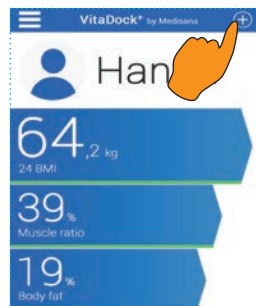 VitaDock+ by Medisana
Han
64,2 kg
24 BMI
39%
Muscle ratio
19%
Body fat